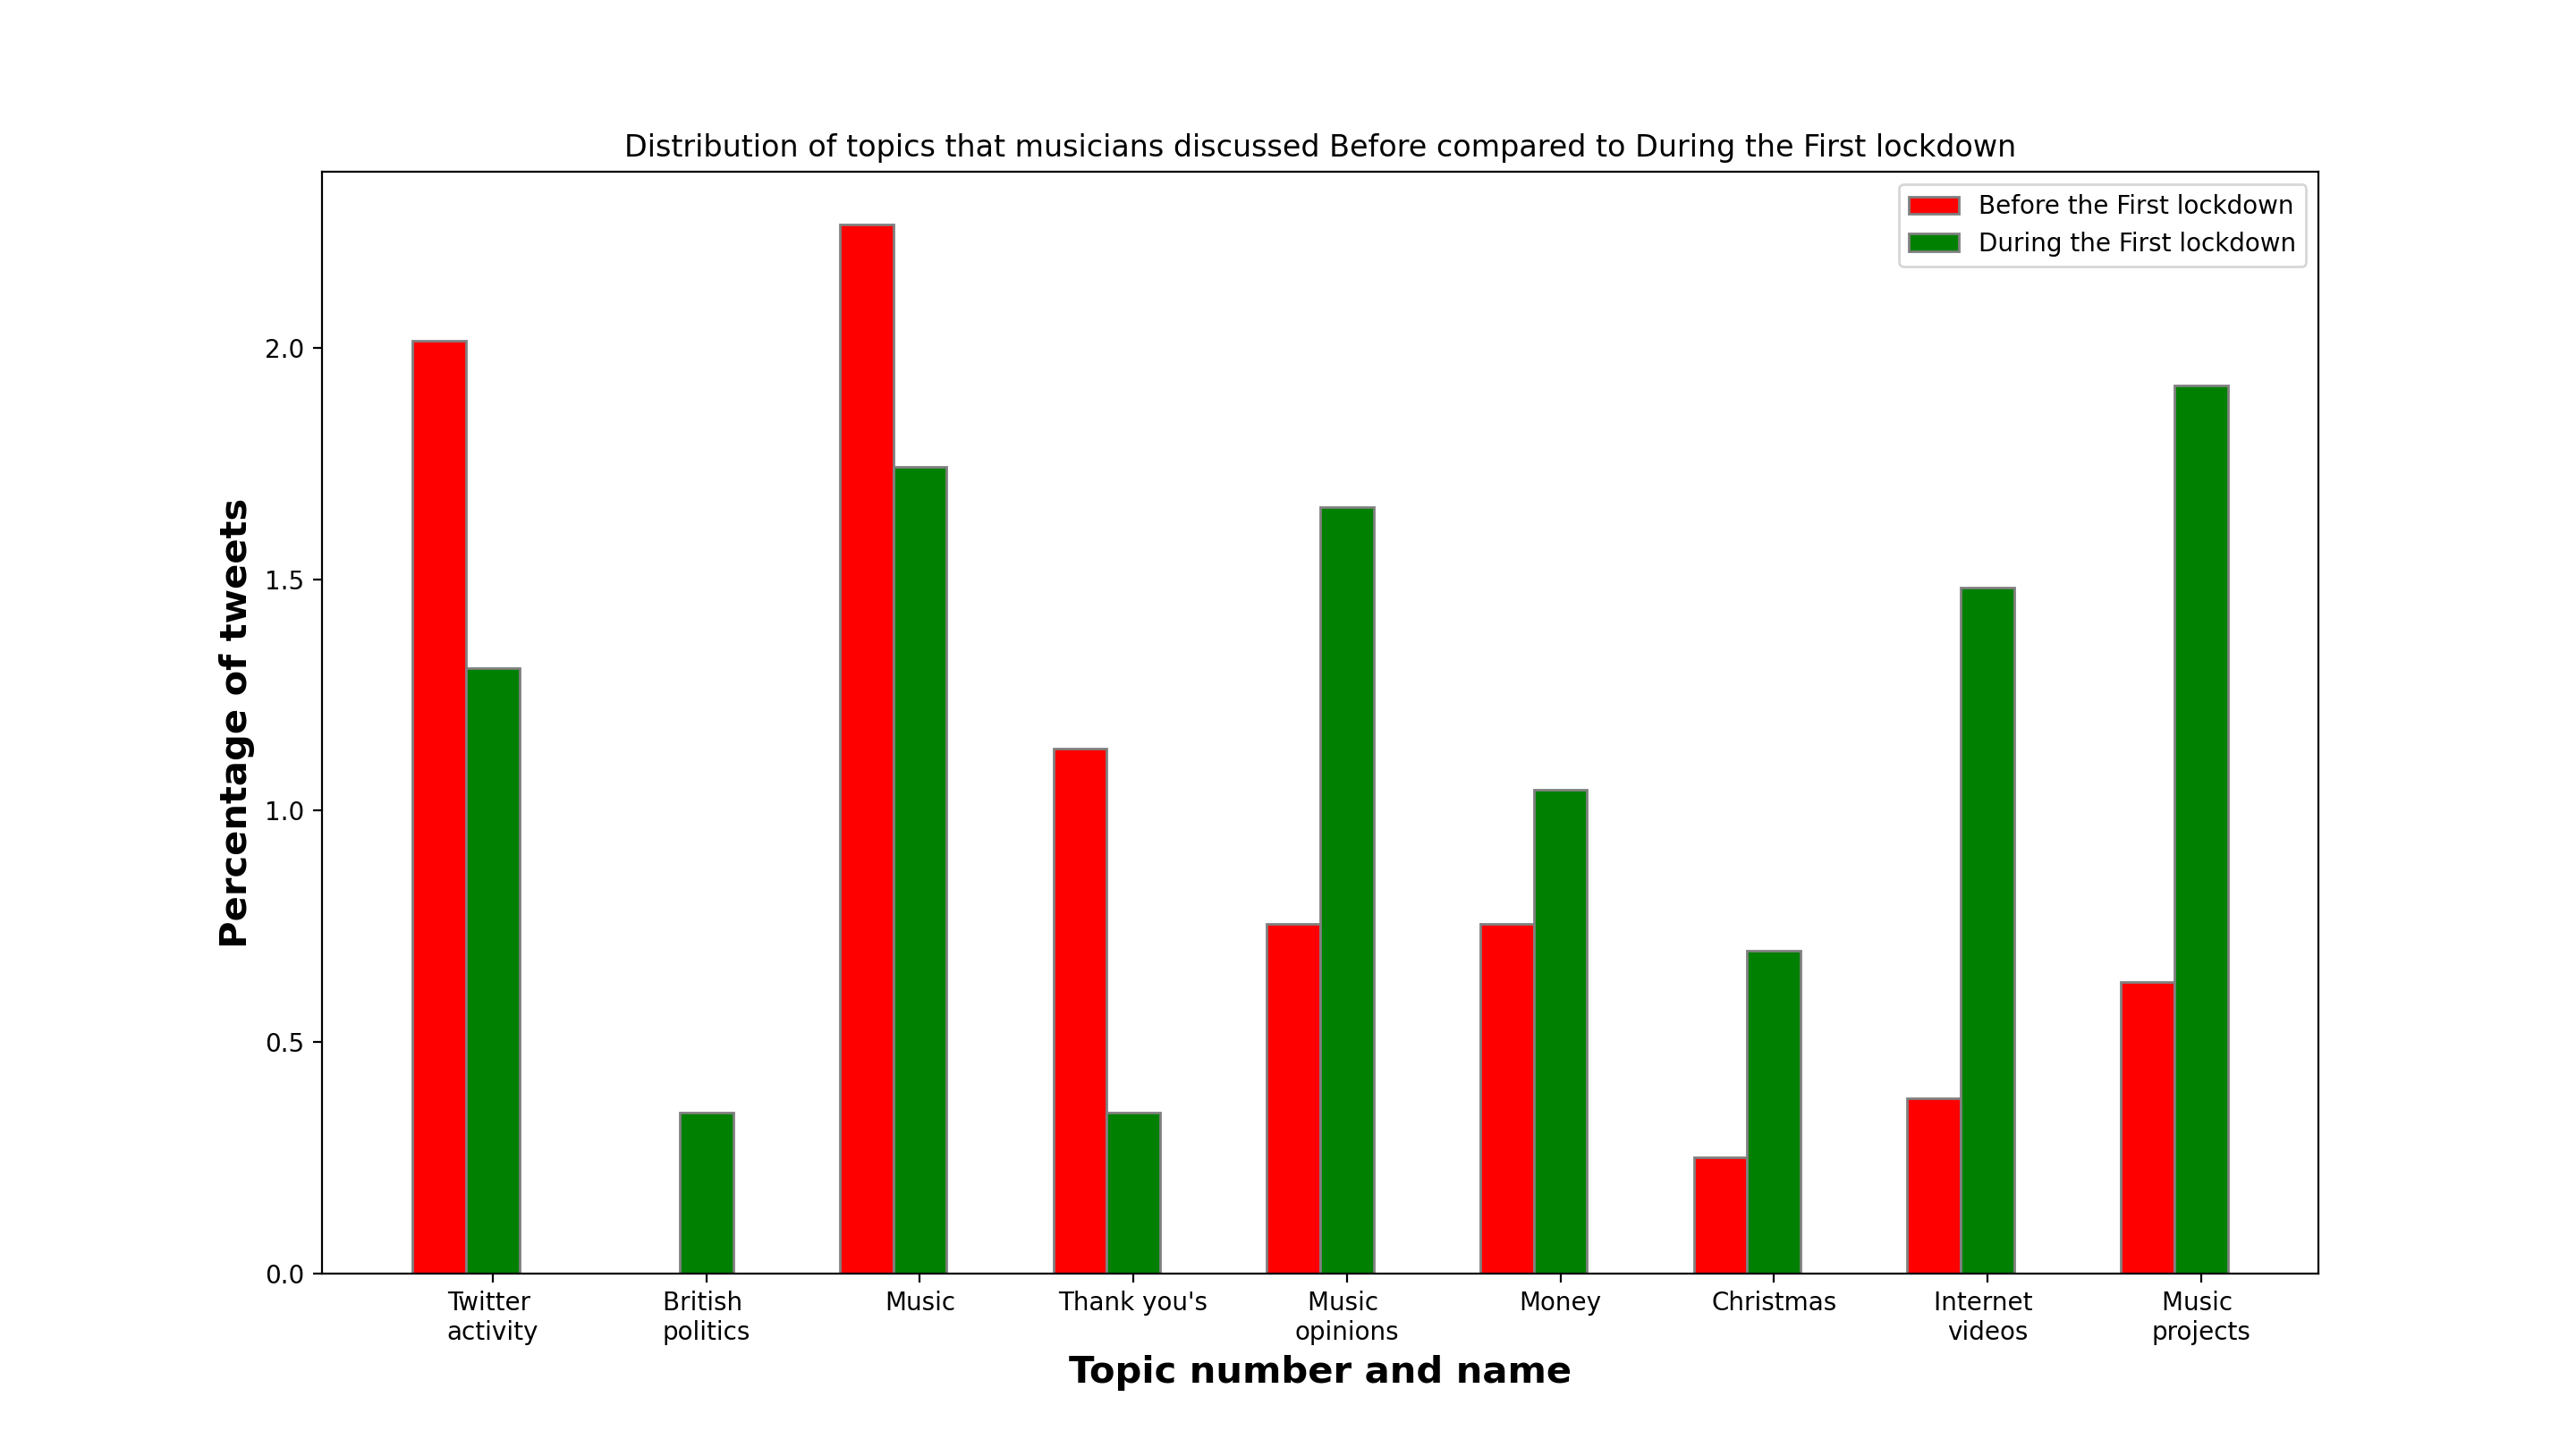 Distribution of topics that musicians discussed Before compared to During the First lockdown
Before the First lockdown
During the First lockdown
Percentage of tweets
2.0
1.5
1.0
0.5
0.0
Twitter activity
British politics
Music
Thank you's
Music opinions
Money
Christmas
Internet videos
Music projects
Topic number and name